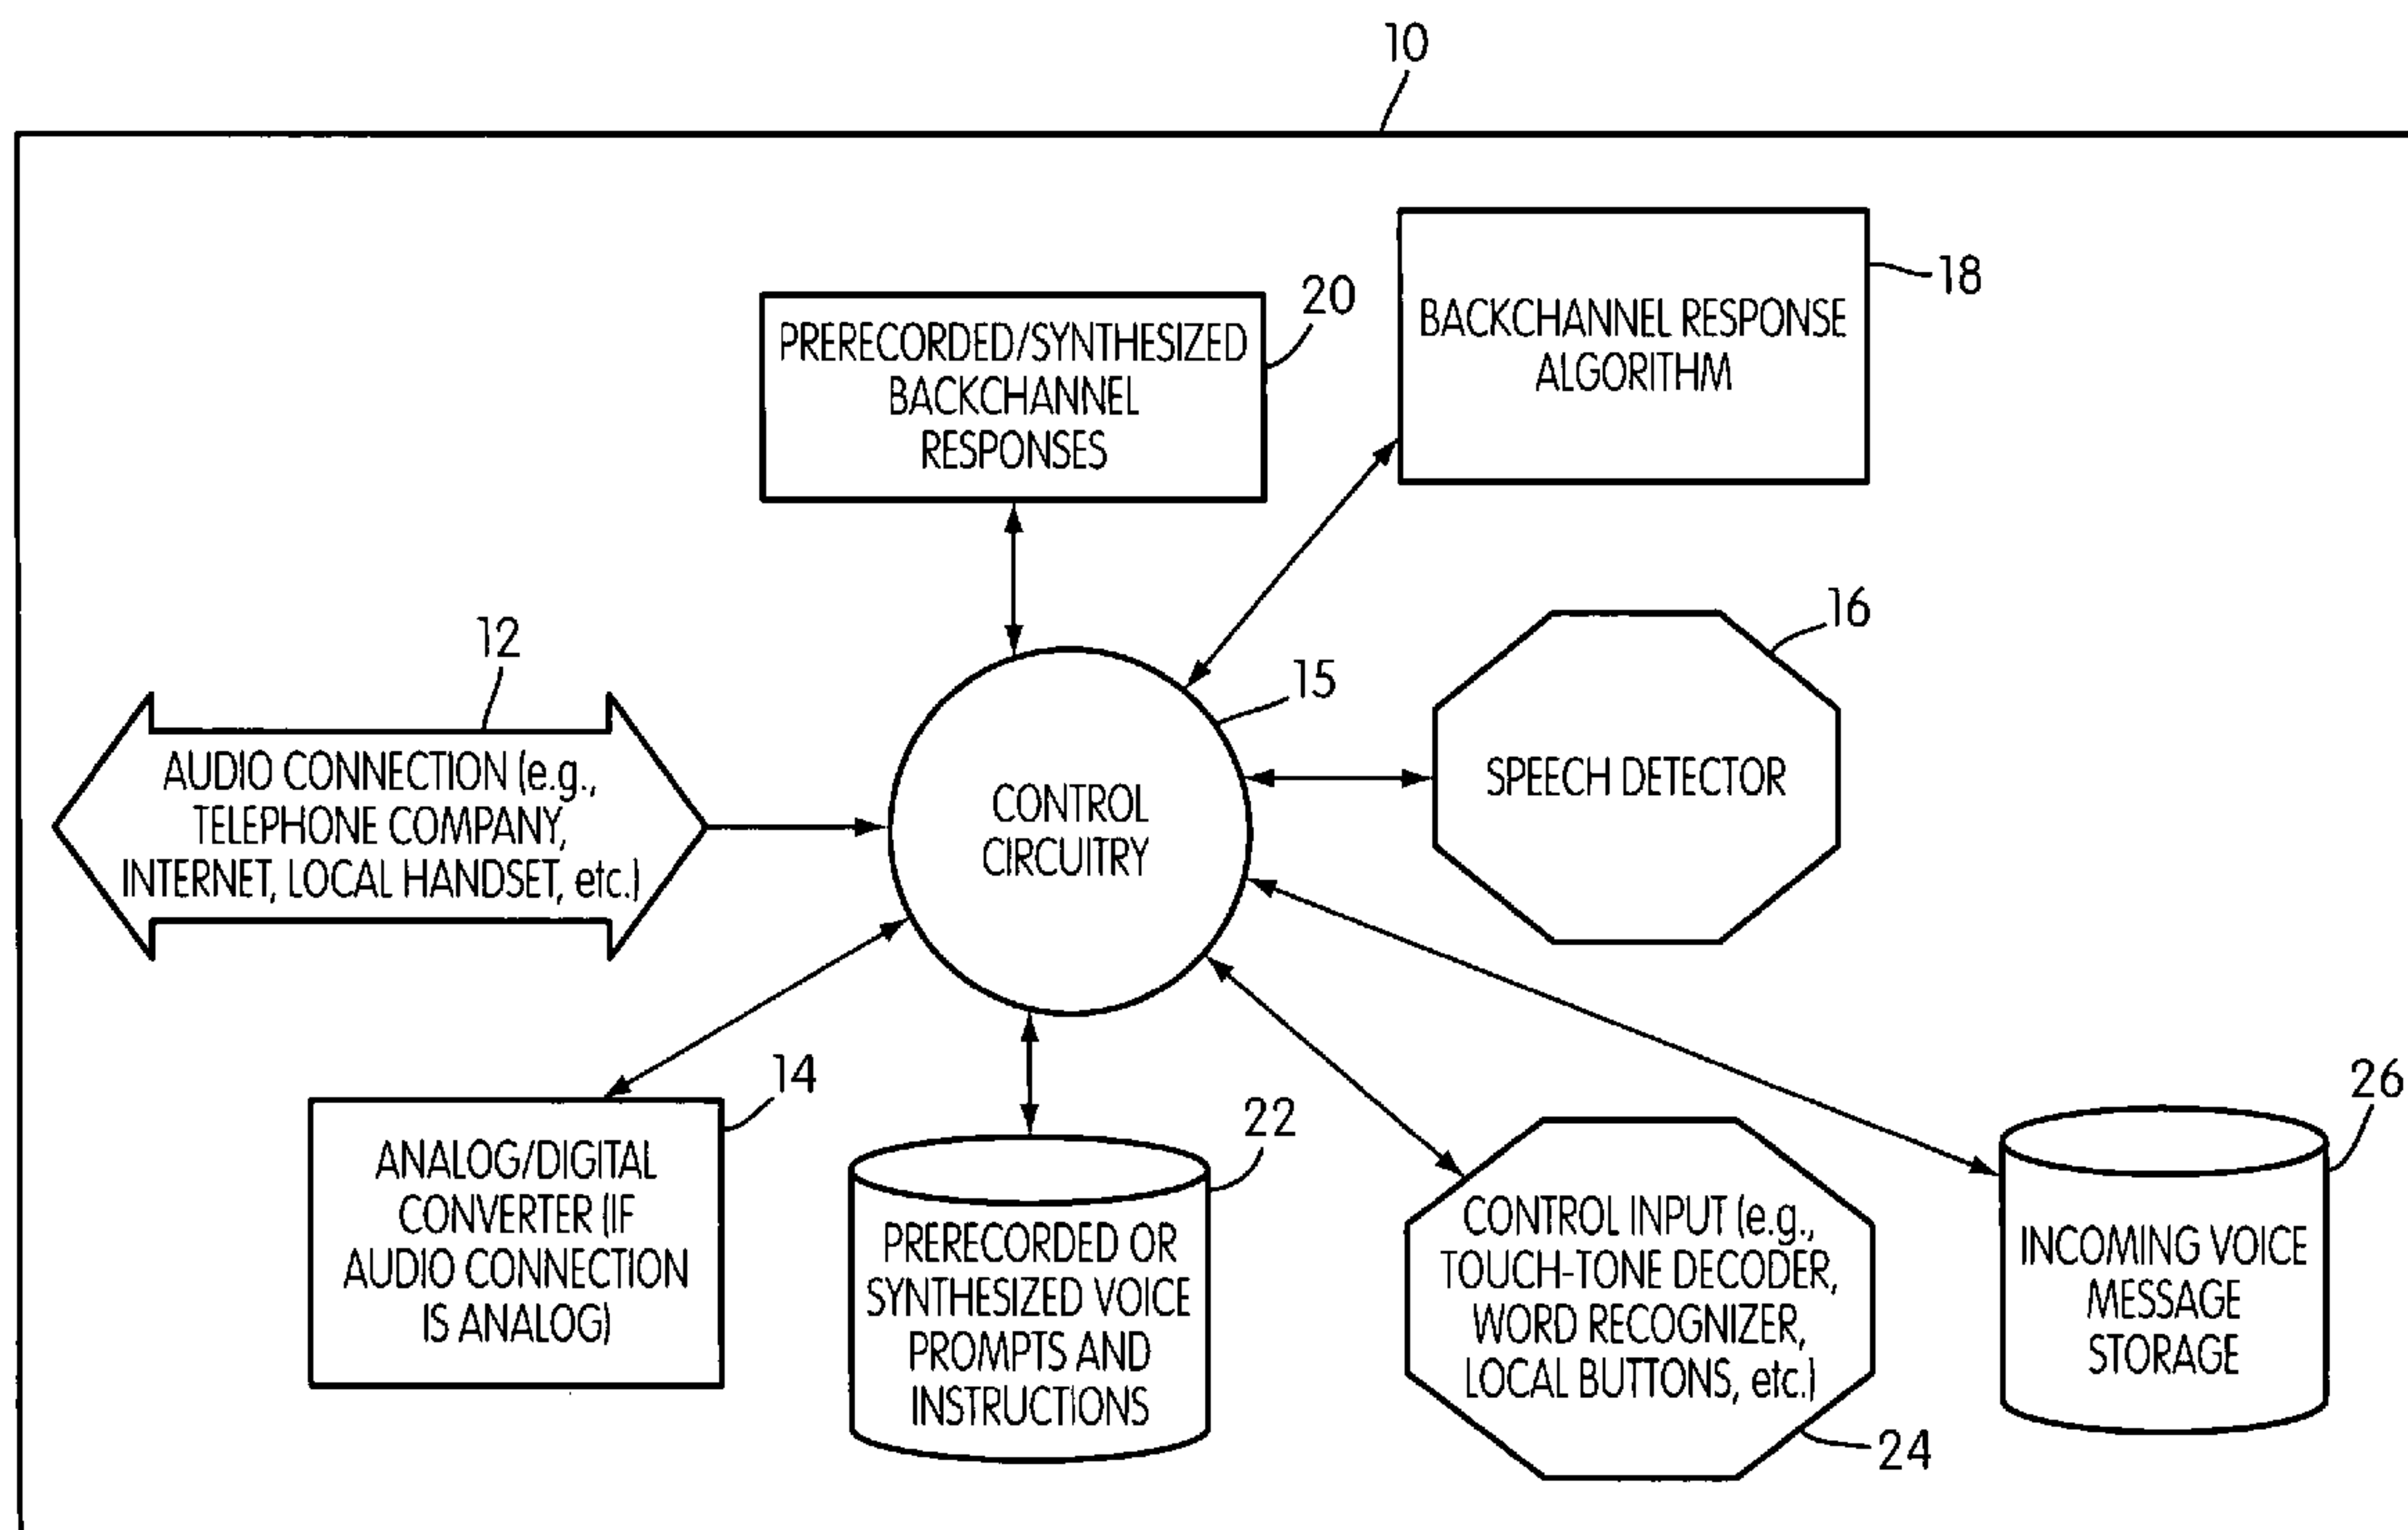 10
18
BACKCHANNEL RESPONSE
ALGORITHM
20
PRERECORDED/SYNTHESIZED
BACKCHANNEL
RESPONSES
16
SPEECH DETECTOR
15
CONTROL
CIRCUITRY
12
AUDIO CONNECTION (e.g.,
TELEPHONE COMPANY,
INTERNET, LOCAL HANDSET, etc.)
14
ANALOG/DIGITAL
CONVERTER (IF
AUDIO CONNECTION
IS ANALOG)
22
PRERECORDED OR
SYNTHESIZED VOICE
PROMPTS AND
INSTRUCTIONS
CONTROL INPUT (e.g.,
TOUCH-TONE DECODER,
WORD RECOGNIZER,
LOCAL BUTTONS, etc.)
24
26
INCOMING VOICE
MESSAGE
STORAGE